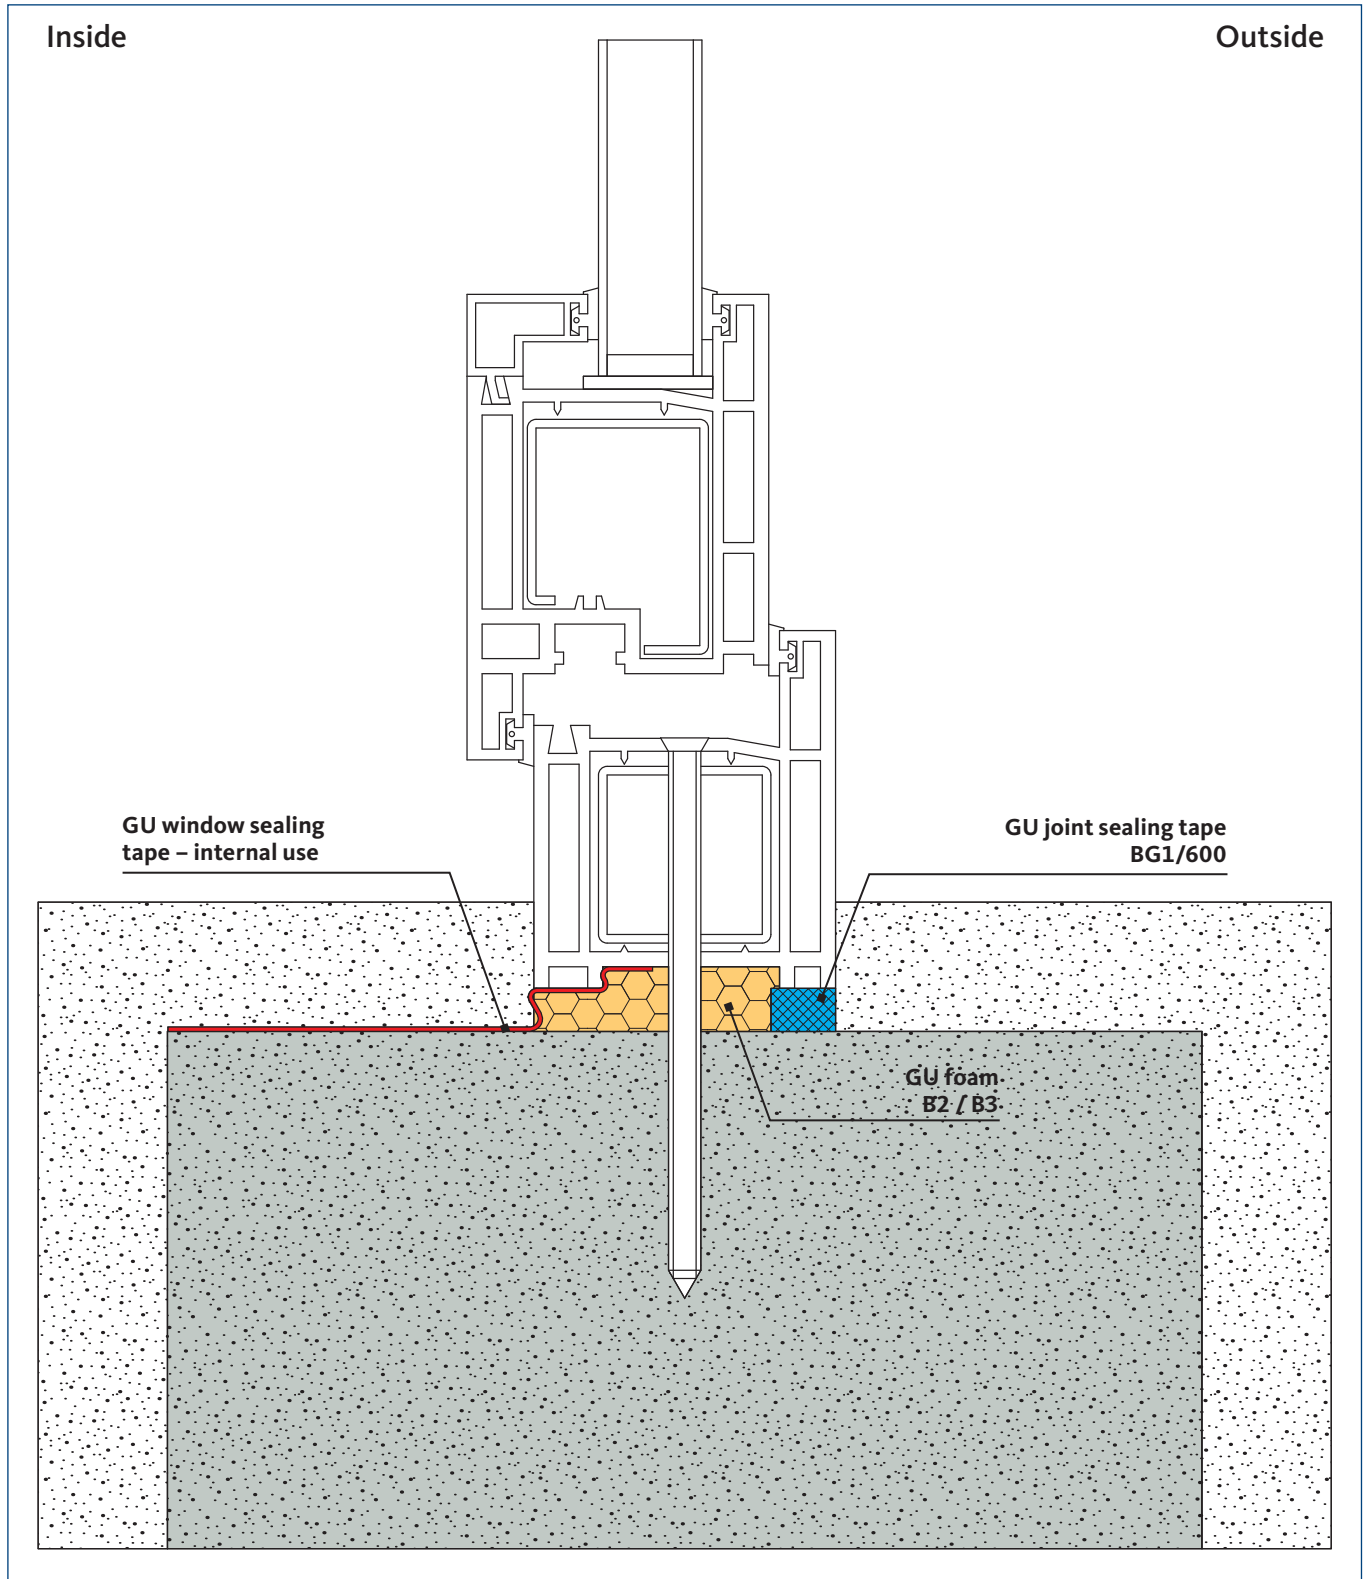 Inside
Outside
GU window sealing
tape – internal use
GU joint sealing tape
BG1/600
GU foam
B2 / B3